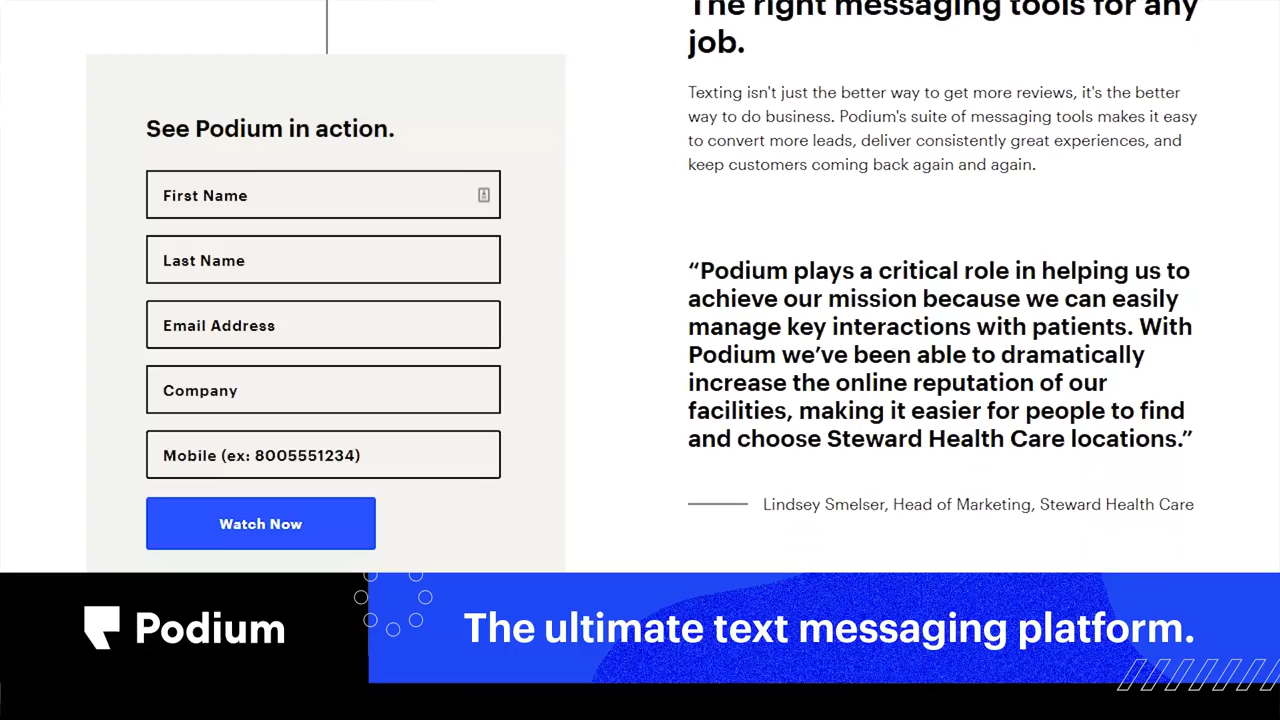 The right messaging tools for any
job.
Texting isn't just the better way to get more reviews, it's the better
way to do business. Podium's suite of messaging tools makes it easy
to convert more leads, deliver consistently great experiences, and
keep customers coming back again and again.
See Podium in action.
First Name
Last Name
Email Address
Company
Mobile (ex: 8005551234)
Watch Now
“Podium plays a critical role in helping us to
achieve our mission because we can easily
manage key interactions with patients. With
Podium we’ve been able to dramatically
increase the online reputation of our
facilities, making it easier for people to find
and choose Steward Health Care locations.”
Lindsey Smelser, Head of Marketing, Steward Health Care
Podium
The ultimate text messaging platform.